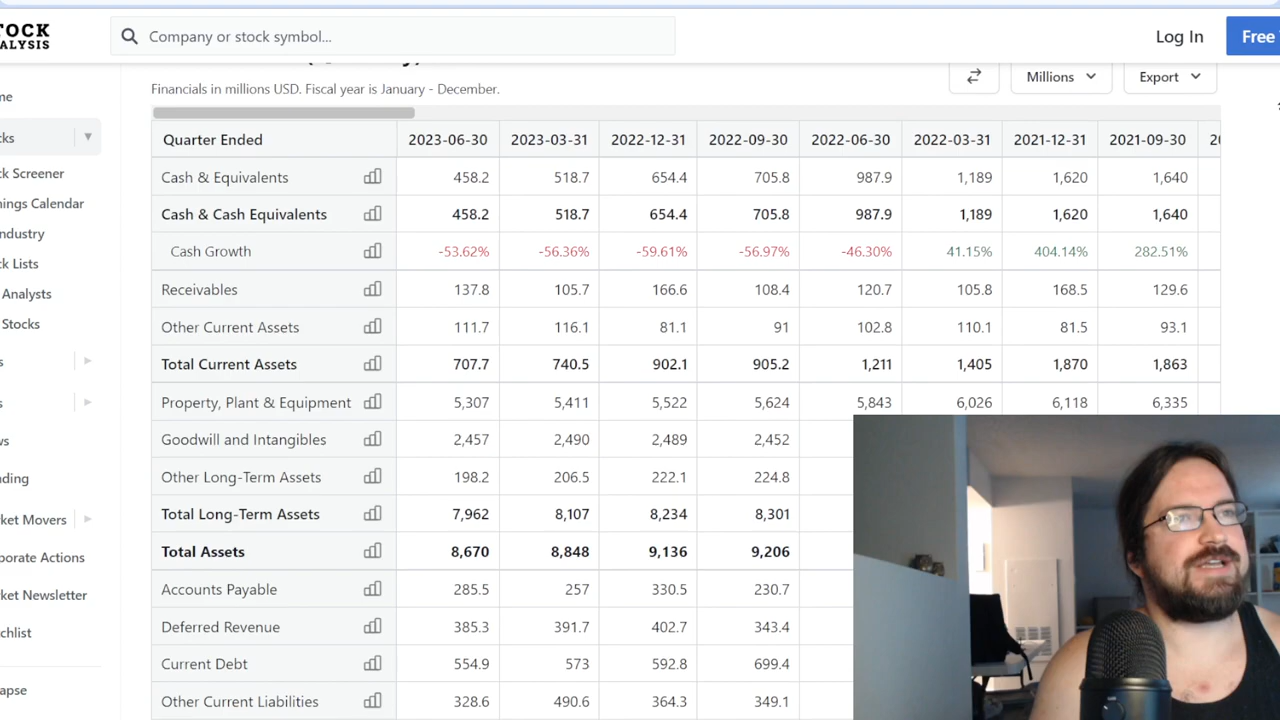 TOCK
ALYSIS
Company or stock symbol...
Log In
Free
Financials in millions USD. Fiscal year is January - December.
Millions
Export
me
cks
ck Screener
nings Calendar
ndustry
ck Lists
Analysts
Stocks
s
s
ws
nding
rket Movers
porate Actions
rket Newsletter
chlist
apse
Quarter Ended 2023-06-30 2023-03-31 2022-12-31 2022-09-30 2022-06-30 2022-03-31 2021-12-31 2021-09-30 20
Cash & Equivalents 458.2 518.7 654.4 705.8 987.9 1,189 1,620 1,640
Cash & Cash Equivalents 458.2 518.7 654.4 705.8 987.9 1,189 1,620 1,640
Cash Growth -53.62% -56.36% -59.61% -56.97% -46.30% 41.15% 404.14% 282.51%
Receivables 137.8 105.7 166.6 108.4 120.7 105.8 168.5 129.6
Other Current Assets 111.7 116.1 81.1 91 102.8 110.1 81.5 93.1
Total Current Assets 707.7 740.5 902.1 905.2 1,211 1,405 1,870 1,863
Property, Plant & Equipment 5,307 5,411 5,522 5,624 5,843 6,026 6,118 6,335
Goodwill and Intangibles 2,457 2,490 2,489 2,452
Other Long-Term Assets 198.2 206.5 222.1 224.8
Total Long-Term Assets 7,962 8,107 8,234 8,301
Total Assets 8,670 8,848 9,136 9,206
Accounts Payable 285.5 257 330.5 230.7
Deferred Revenue 385.3 391.7 402.7 343.4
Current Debt 554.9 573 592.8 699.4
Other Current Liabilities 328.6 490.6 364.3 349.1